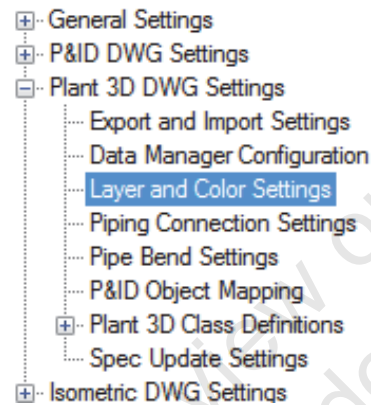 General Settings
P&ID DWG Settings
Plant 3D DWG Settings
Export and Import Settings
Data Manager Configuration
Layer and Color Settings
Piping Connection Settings
Pipe Bend Settings
P&ID Object Mapping
Plant 3D Class Definitions
Spec Update Settings
Isometric DWG Settings